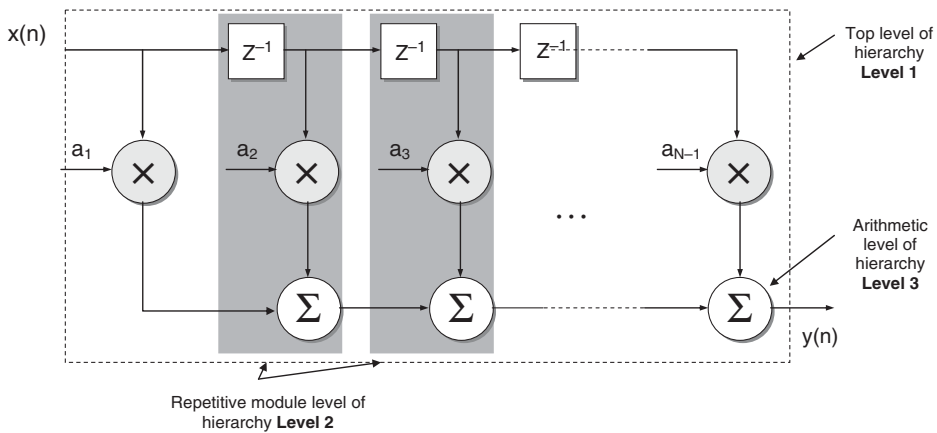 x(n)
Z⁻¹
Z⁻¹
Z⁻¹
Top level of
hierarchy
Level 1
a₁
a₂
a₃
aN₋₁
×
×
×
×
...
Arithmetic
level of
hierarchy
Level 3
Σ
Σ
Σ
y(n)
Repetitive module level of
hierarchy Level 2